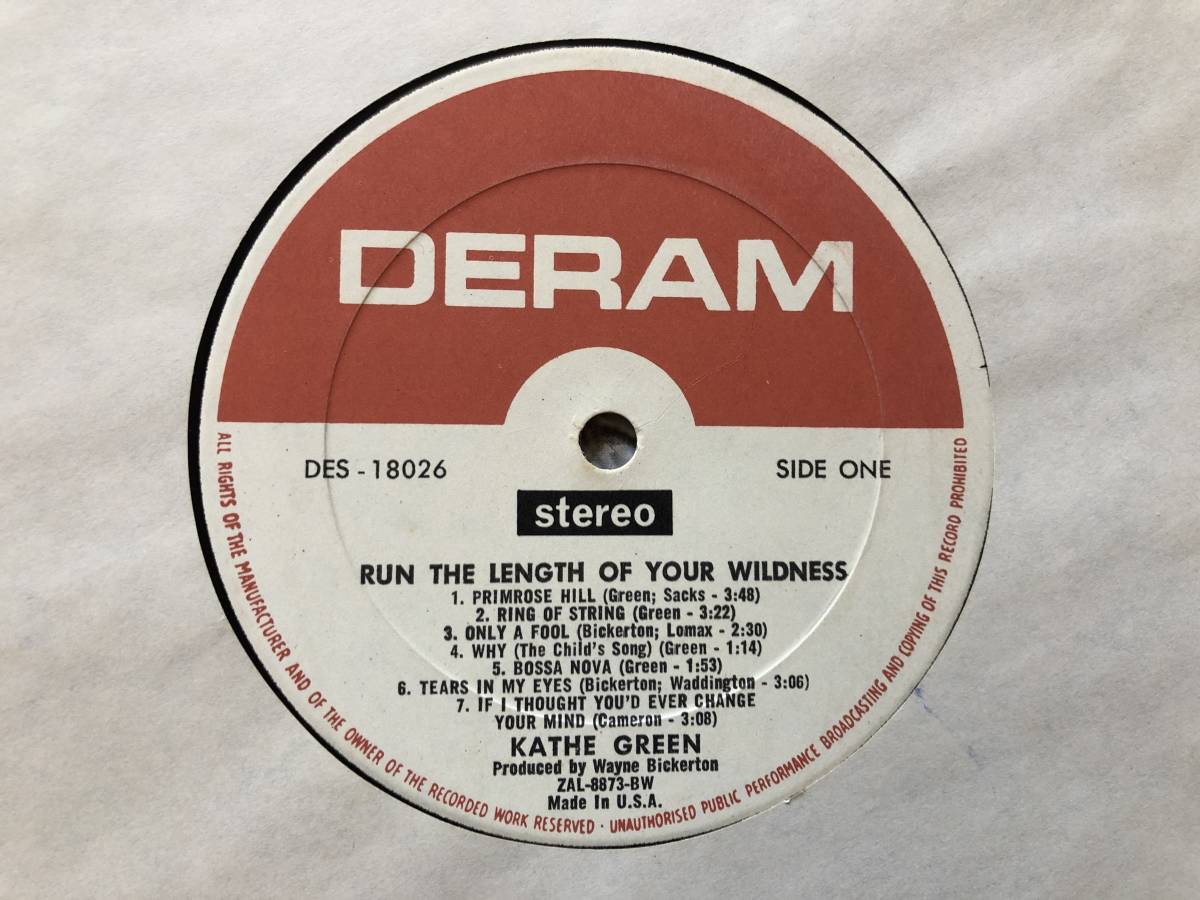 DERAM
DES - 18026
SIDE ONE
stereo
RUN THE LENGTH OF YOUR WILDNESS
1. PRIMROSE HILL (Green; Sacks - 3:48)
2. RING OF STRING (Green - 3:22)
3. ONLY A FOOL (Bickerton; Lomax - 2:30)
4. WHY (The Child's Song) (Green - 1:14)
5. BOSSA NOVA (Green - 1:53)
6. TEARS IN MY EYES (Bickerton; Waddington - 3:06)
7. IF I THOUGHT YOU'D EVER CHANGE
YOUR MIND (Cameron - 3:08)
KATHE GREEN
Produced by Wayne Bickerton
ZAL-8873-BW
Made In U.S.A.
ALL RIGHTS OF THE MANUFACTURER AND OF THE OWNER OF THE RECORDED WORK RESERVED · UNAUTHORISED PUBLIC PERFORMANCE BROADCASTING AND COPYING OF THIS RECORD PROHIBITED